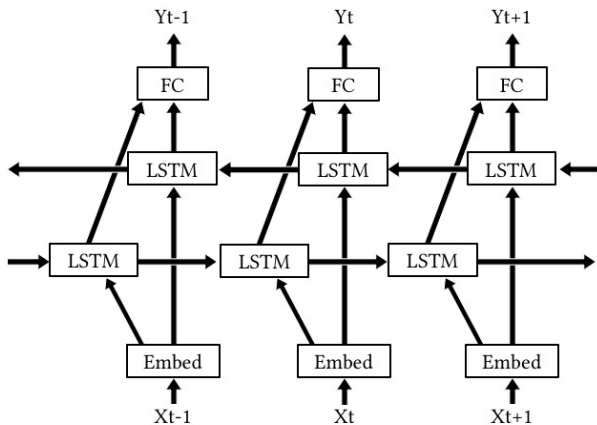 Yt-1 Yt Yt+1
FC FC FC
LSTM LSTM LSTM
LSTM LSTM LSTM
Embed Embed Embed
Xt-1 Xt Xt+1